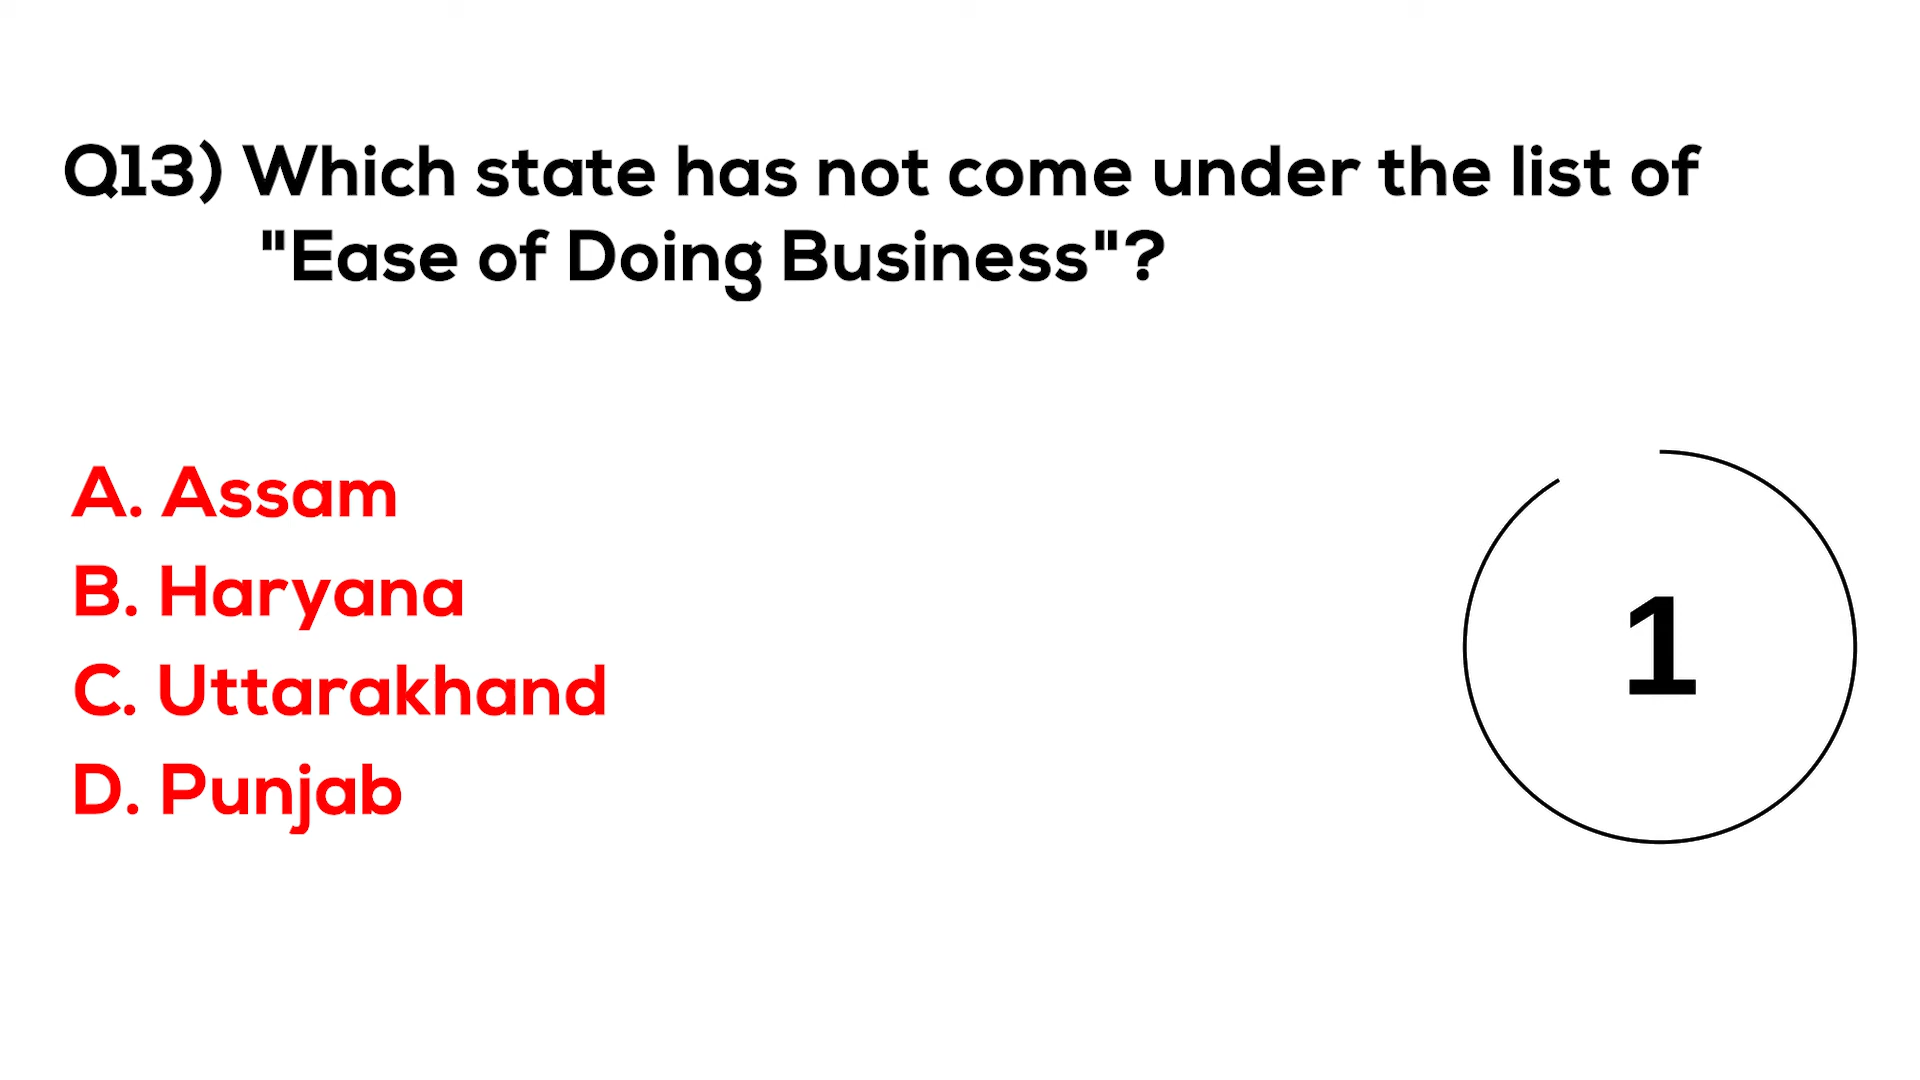 Q13) Which state has not come under the list of
"Ease of Doing Business"?
A. Assam
B. Haryana
C. Uttarakhand
D. Punjab
1